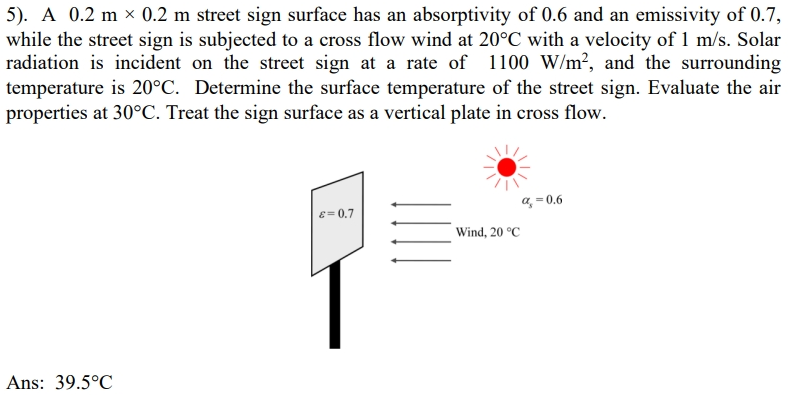 5). A 0.2 m × 0.2 m street sign surface has an absorptivity of 0.6 and an emissivity of 0.7,
while the street sign is subjected to a cross flow wind at 20°C with a velocity of 1 m/s. Solar
radiation is incident on the street sign at a rate of 1100 W/m², and the surrounding
temperature is 20°C. Determine the surface temperature of the street sign. Evaluate the air
properties at 30°C. Treat the sign surface as a vertical plate in cross flow.
αₛ = 0.6
ε = 0.7
Wind, 20 °C
Ans: 39.5°C